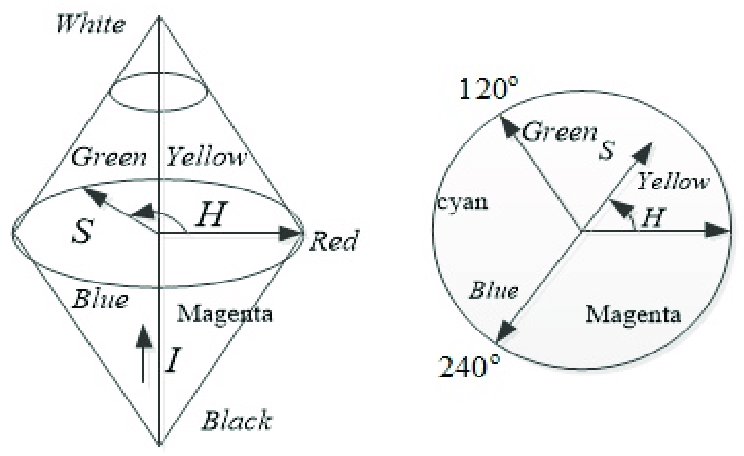 White
Green Yellow
S H
Red
Blue
Magenta
I
Black
120°
Green
S
Yellow
cyan
H
Blue
Magenta
240°